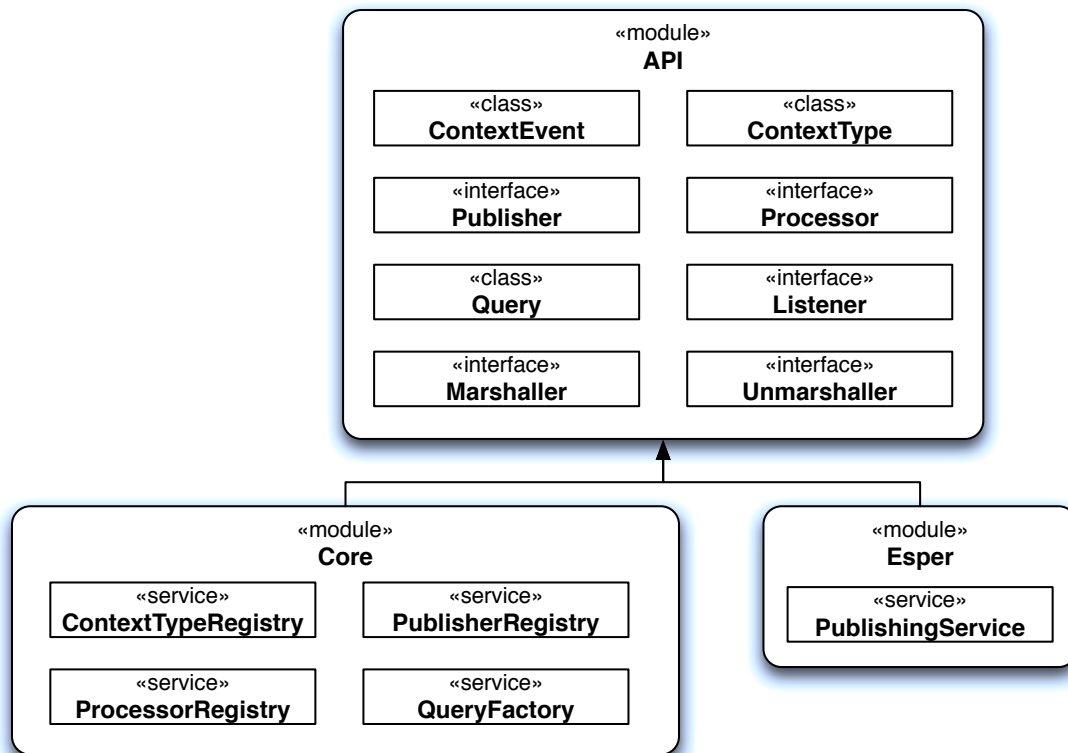 «module»
API
«class»
ContextEvent
«class»
ContextType
«interface»
Publisher
«interface»
Processor
«class»
Query
«interface»
Listener
«interface»
Marshaller
«interface»
Unmarshaller
«module»
Core
«service»
ContextTypeRegistry
«service»
PublisherRegistry
«service»
ProcessorRegistry
«service»
QueryFactory
«module»
Esper
«service»
PublishingService